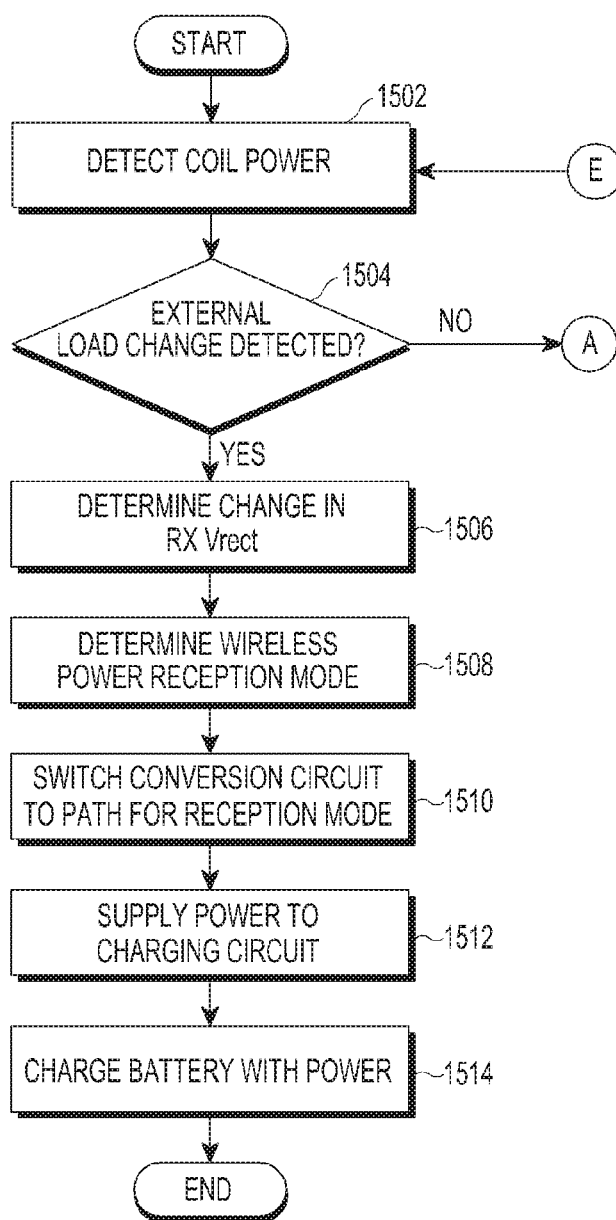 START
1502
DETECT COIL POWER
E
1504
EXTERNAL
LOAD CHANGE DETECTED?
NO
A
YES
DETERMINE CHANGE IN
RX Vrect
1506
DETERMINE WIRELESS
POWER RECEPTION MODE
1508
SWITCH CONVERSION CIRCUIT
TO PATH FOR RECEPTION MODE
1510
SUPPLY POWER TO
CHARGING CIRCUIT
1512
CHARGE BATTERY WITH POWER
1514
END